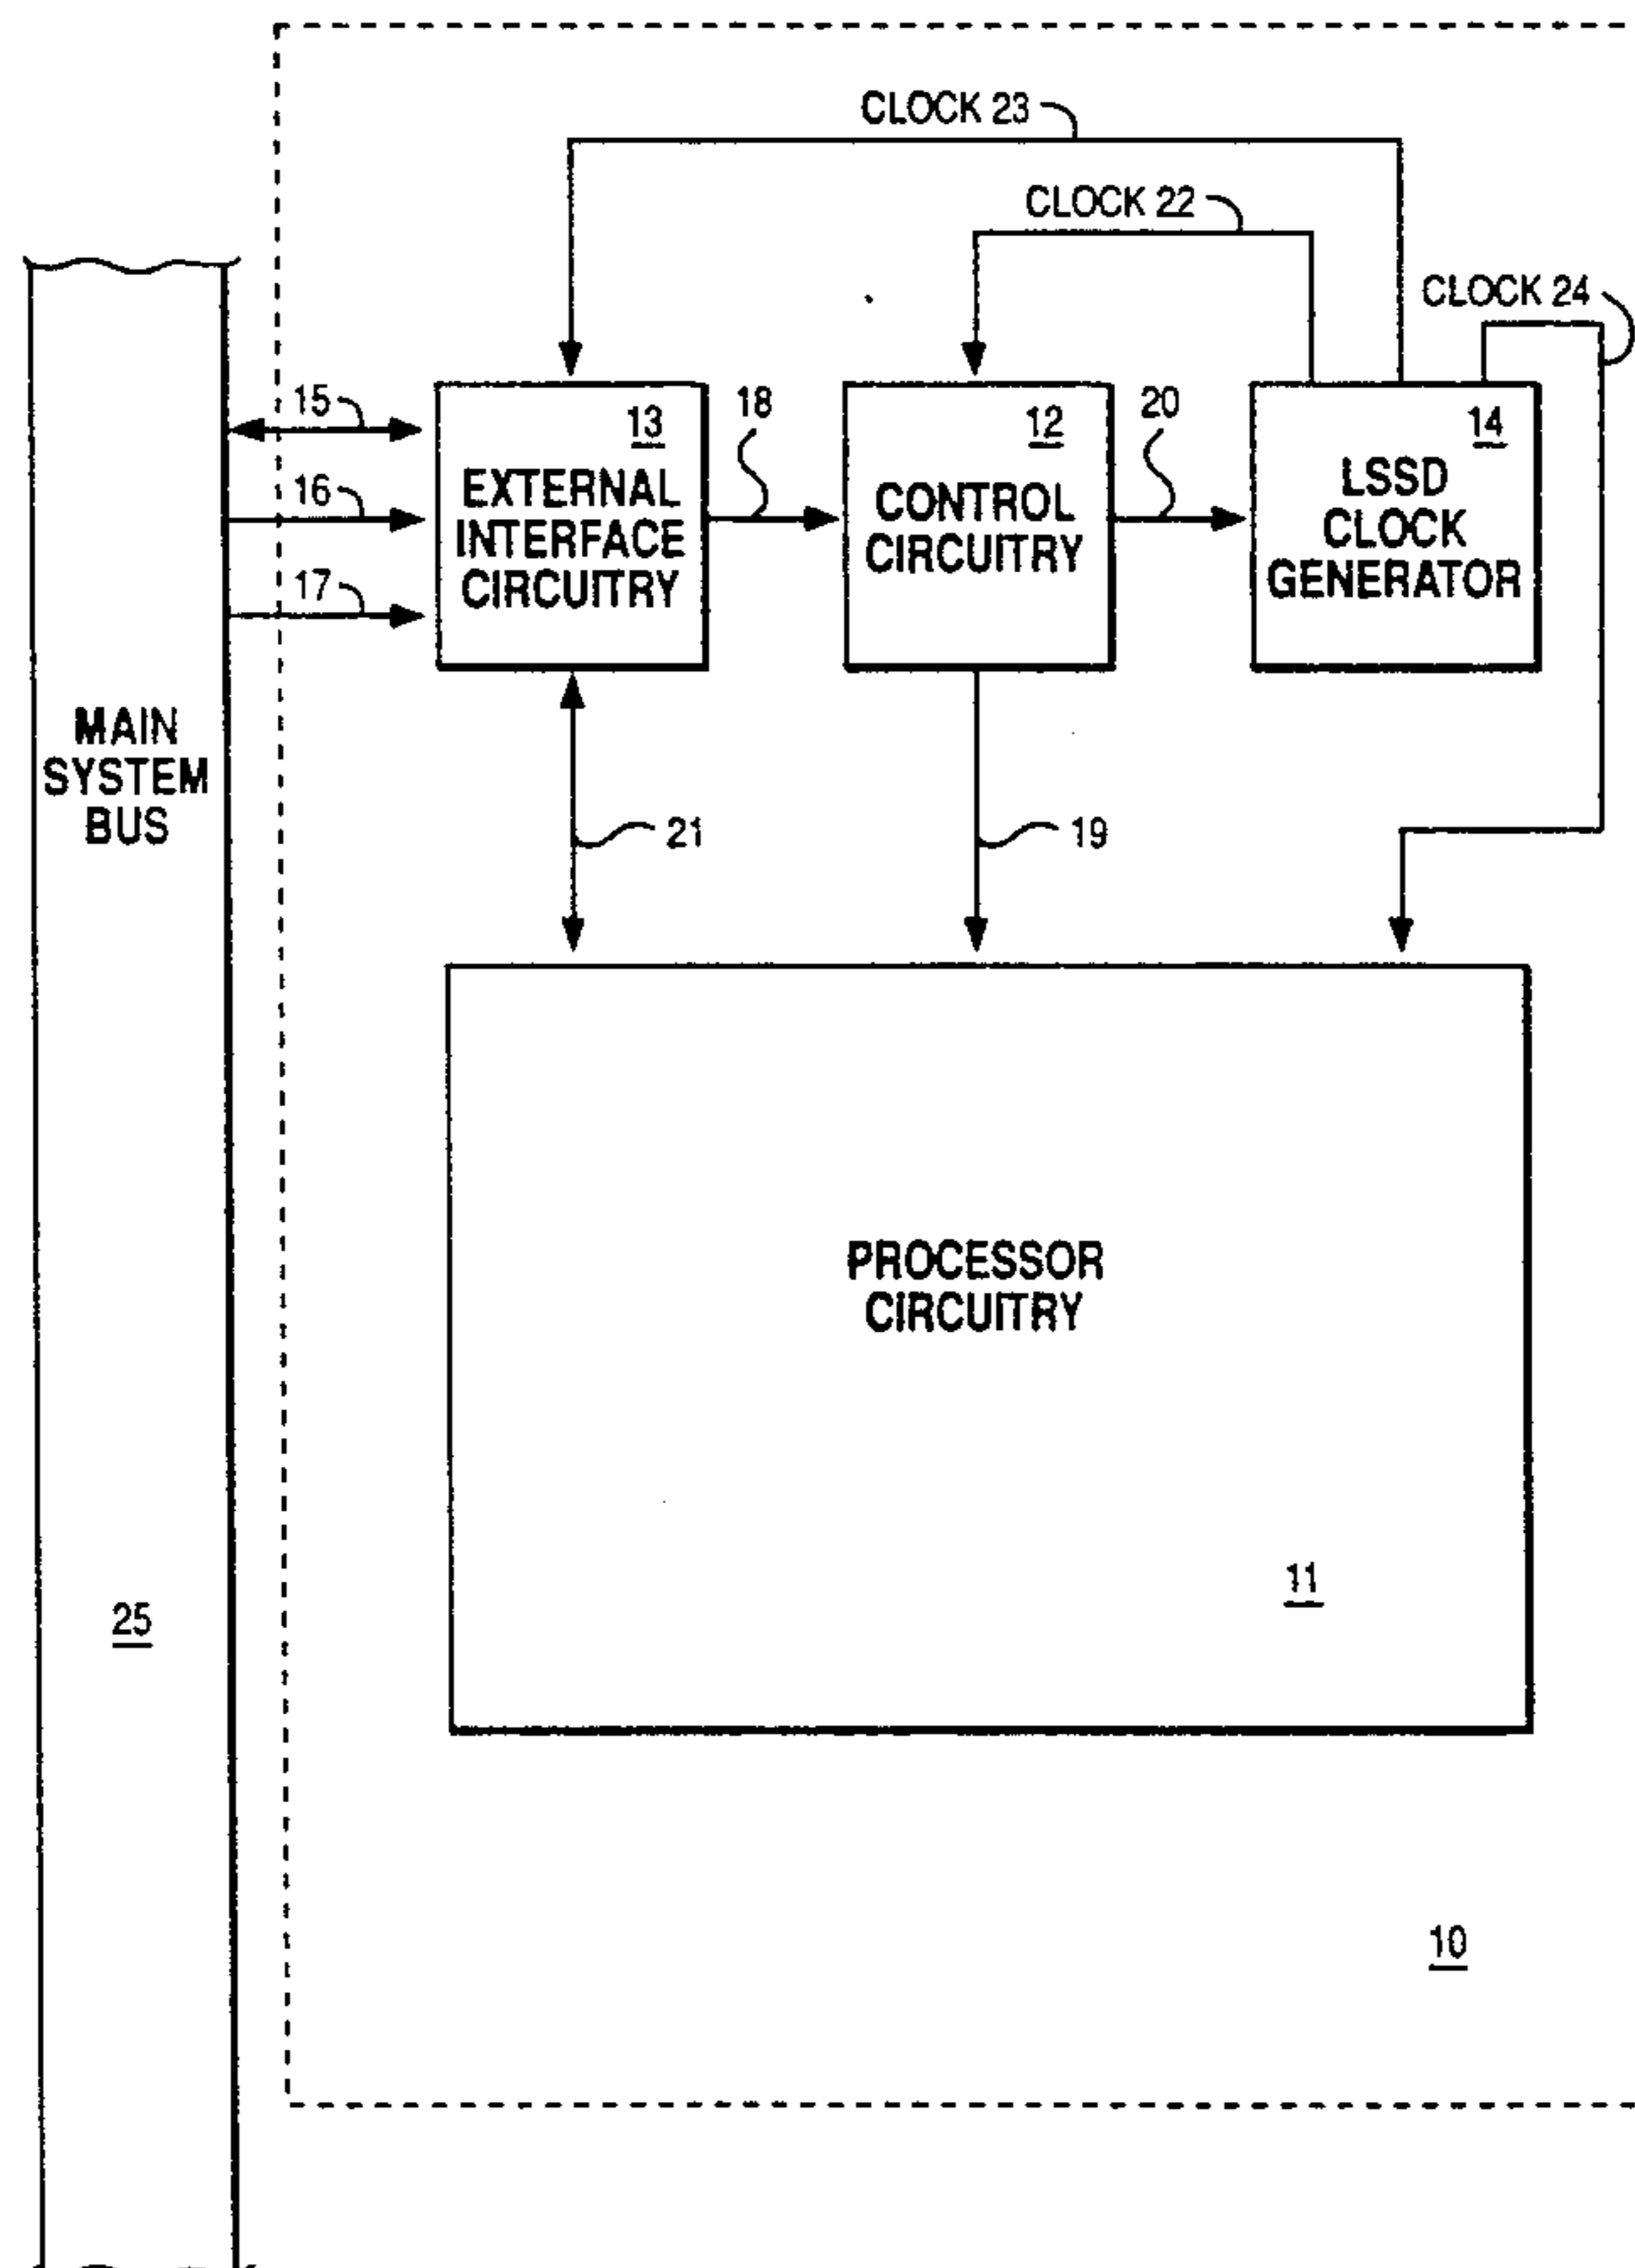 CLOCK 23
CLOCK 22
CLOCK 24
15
16
17
13
EXTERNAL
INTERFACE
CIRCUITRY
18
12
CONTROL
CIRCUITRY
20
14
LSSD
CLOCK
GENERATOR
MAIN
SYSTEM
BUS
21
19
PROCESSOR
CIRCUITRY
11
25
10